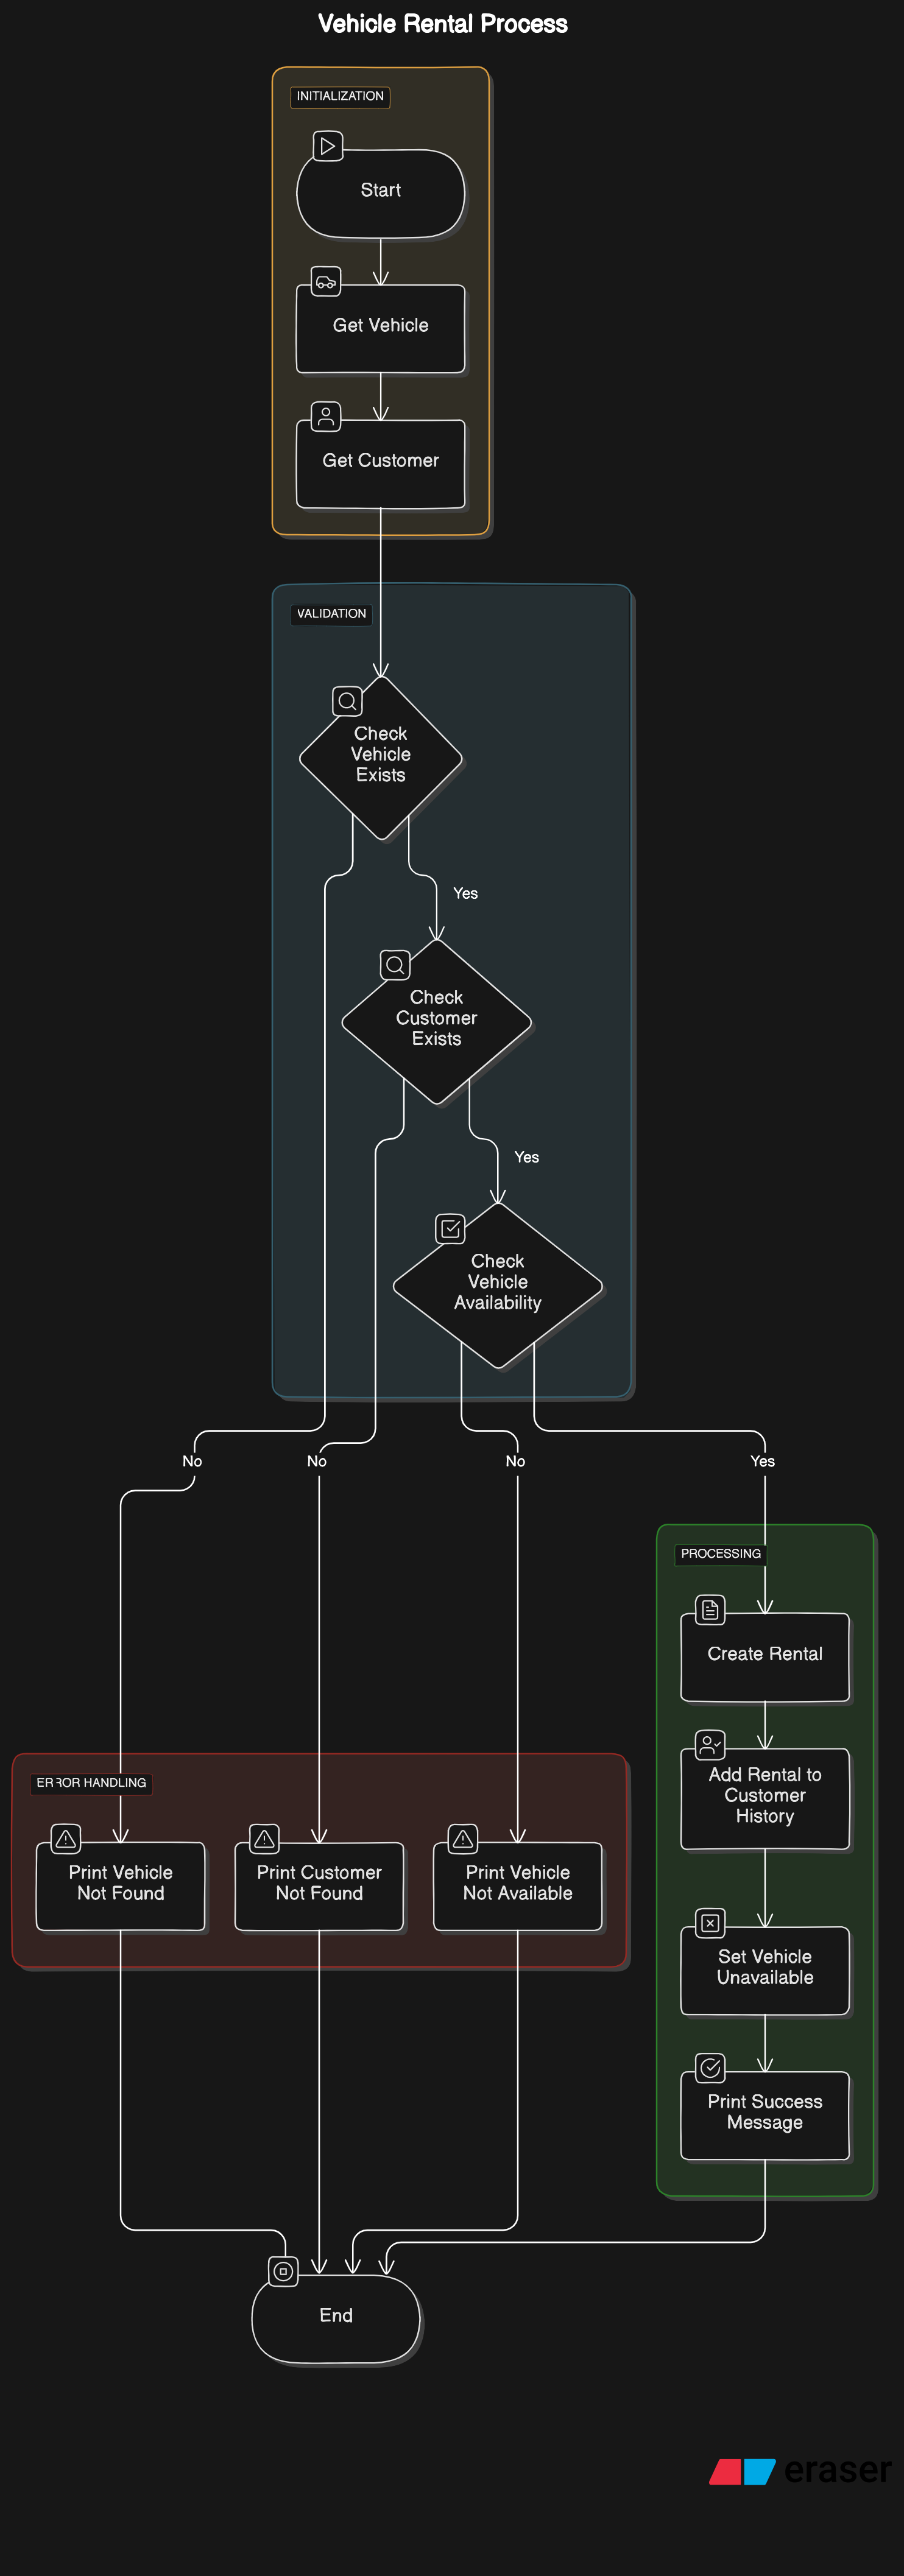 Vehicle Rental Process
INITIALIZATION
Start
Get Vehicle
Get Customer
VALIDATION
Check
Vehicle
Exists
Yes
Check
Customer
Exists
Yes
Check
Vehicle
Availability
No
No
No
Yes
PROCESSING
Create Rental
Add Rental to
Customer
History
ERROR HANDLING
Print Vehicle
Not Found
Print Customer
Not Found
Print Vehicle
Not Available
Set Vehicle
Unavailable
Print Success
Message
End
eraser